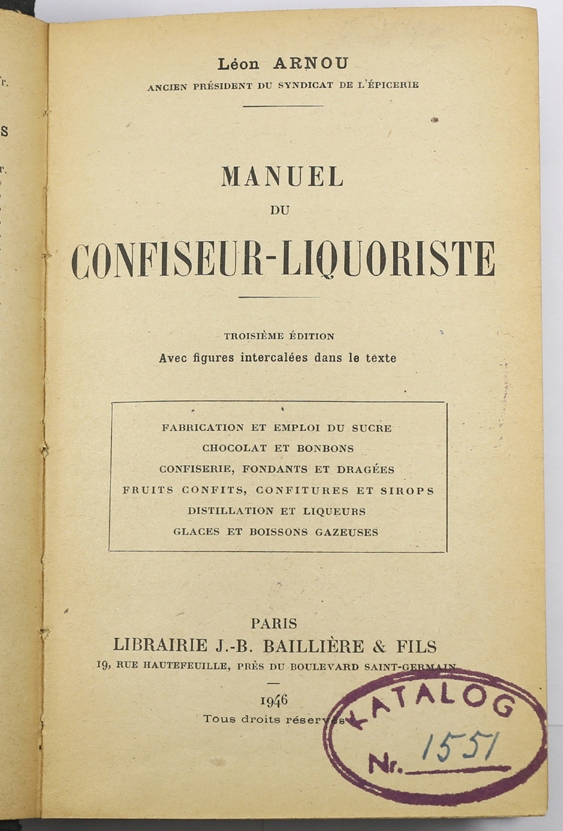 Léon ARNOU
ANCIEN PRÉSIDENT DU SYNDICAT DE L'ÉPICERIE
MANUEL
DU
CONFISEUR-LIQUORISTE
TROISIÈME ÉDITION
Avec figures intercalées dans le texte
FABRICATION ET EMPLOI DU SUCRE
CHOCOLAT ET BONBONS
CONFISERIE, FONDANTS ET DRAGÉES
FRUITS CONFITS, CONFITURES ET SIROPS
DISTILLATION ET LIQUEURS
GLACES ET BOISSONS GAZEUSES
PARIS
LIBRAIRIE J.-B. BAILLIÈRE & FILS
19, RUE HAUTEFEUILLE, PRÈS DU BOULEVARD SAINT-GERMAIN
1946
Tous droits réservés
KATALOG
Nr. 1551